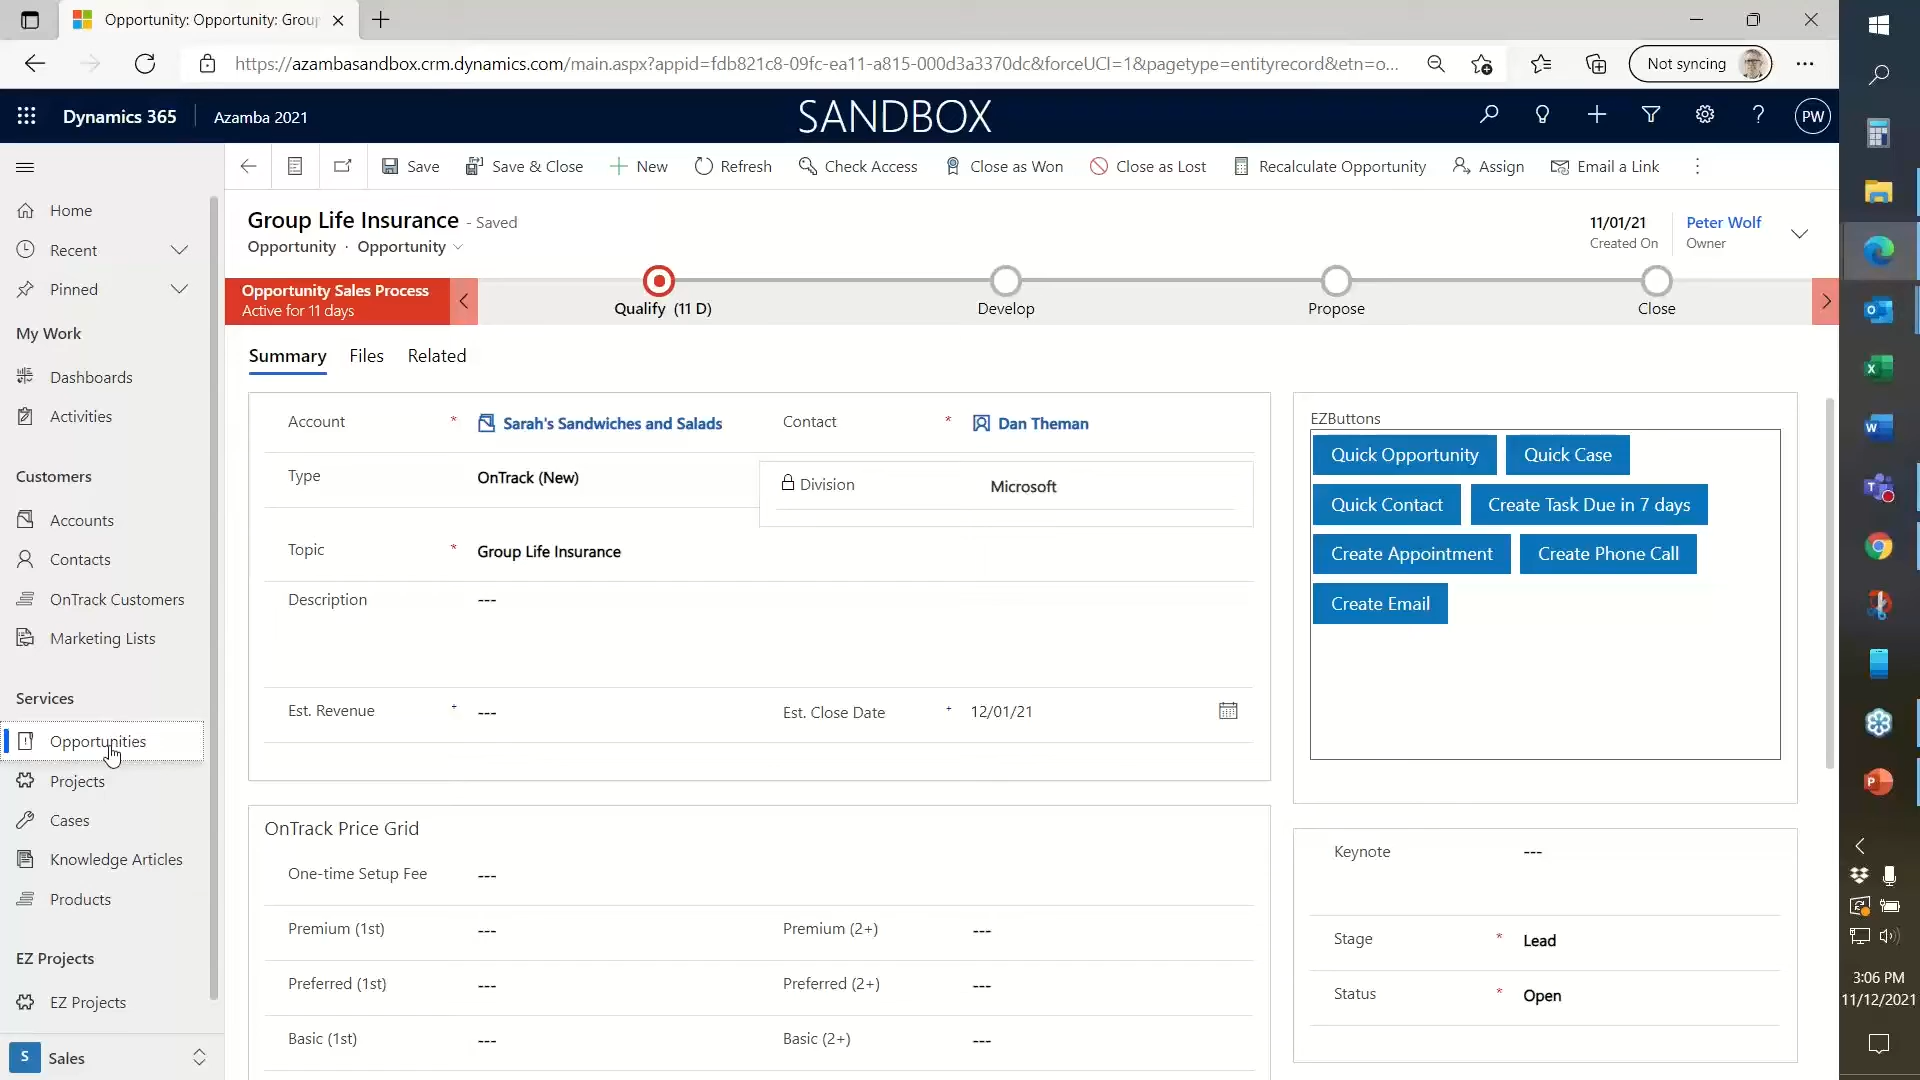 Opportunity: Opportunity: Group
https://azambasandbox.crm.dynamics.com/main.aspx?appid=fdb821c8-09fc-ea11-a815-000d3a3370dc&forceUCI=1&pagetype=entityrecord&etn=o...
Not syncing
Dynamics 365
Azamba 2021
SANDBOX
PW
Save
Save & Close
New
Refresh
Check Access
Close as Won
Close as Lost
Recalculate Opportunity
Assign
Email a Link
Home
Recent
Pinned
My Work
Dashboards
Activities
Customers
Accounts
Contacts
OnTrack Customers
Marketing Lists
Services
Opportunities
Projects
Cases
Knowledge Articles
Products
EZ Projects
EZ Projects
S Sales
Group Life Insurance - Saved
Opportunity · Opportunity
11/01/21
Created On
Peter Wolf
Owner
Opportunity Sales Process
Active for 11 days
Qualify (11 D)
Develop
Propose
Close
Summary
Files
Related
Account * Sarah's Sandwiches and Salads
Contact * Dan Theman
Type OnTrack (New)
Division Microsoft
Topic * Group Life Insurance
Description ---
Est. Revenue + ---
Est. Close Date + 12/01/21
OnTrack Price Grid
One-time Setup Fee ---
Premium (1st) --- Premium (2+) ---
Preferred (1st) --- Preferred (2+) ---
Basic (1st) --- Basic (2+) ---
EZButtons
Quick Opportunity
Quick Case
Quick Contact
Create Task Due in 7 days
Create Appointment
Create Phone Call
Create Email
Keynote ---
Stage * Lead
Status * Open
3:06 PM
11/12/2021